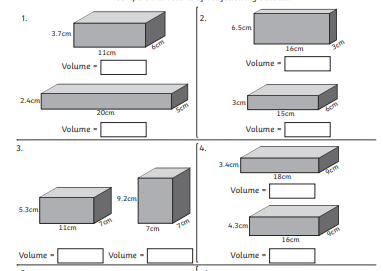 1.
3.7cm
6cm
11cm
Volume =
2.4cm
5cm
20cm
Volume =
2.
6.5cm
3cm
16cm
Volume =
3cm
6cm
15cm
Volume =
3.
5.3cm
7cm
11cm
Volume =
9.2cm
7cm
7cm
Volume =
4.
3.4cm
9cm
18cm
Volume =
4.3cm
9cm
16cm
Volume =